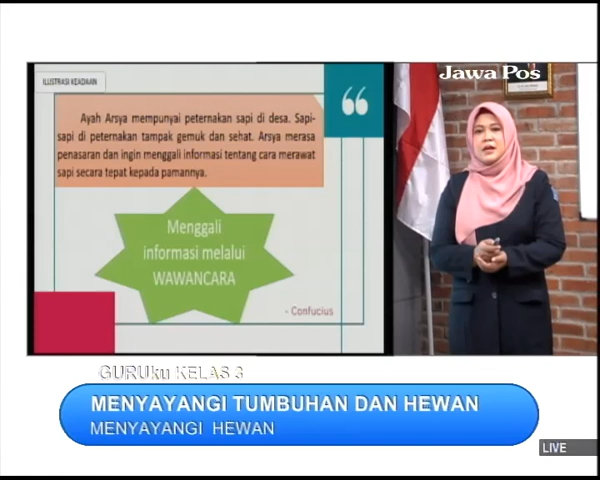 Jawa Pos
ILUSTRASI KEADAAN
Ayah Arsya mempunyai peternakan sapi di desa. Sapi-
sapi di peternakan tampak gemuk dan sehat. Arsya merasa
penasaran dan ingin menggali informasi tentang cara merawat
sapi secara tepat kepada pamannya.
Menggali
informasi melalui
WAWANCARA
- Confucius
GURUku KELAS 3
MENYAYANGI TUMBUHAN DAN HEWAN
MENYAYANGI HEWAN
LIVE